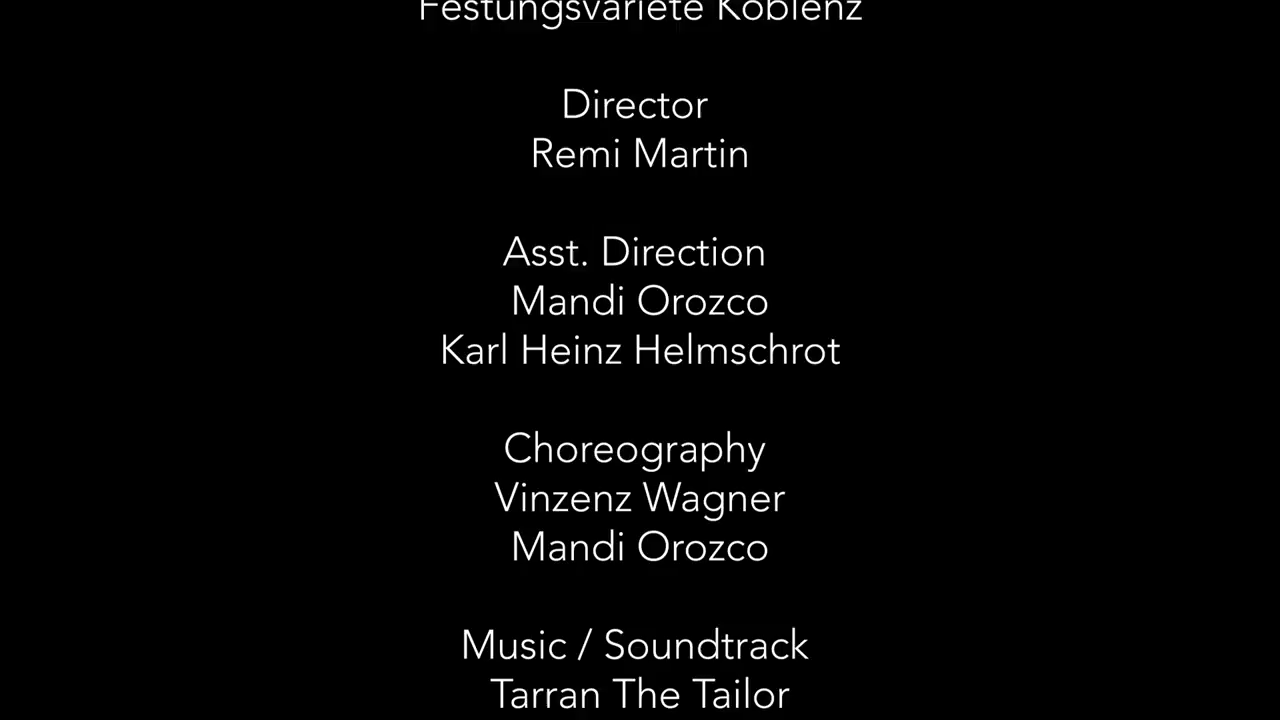 Festungsvariete Koblenz
Director
Remi Martin
Asst. Direction
Mandi Orozco
Karl Heinz Helmschrot
Choreography
Vinzenz Wagner
Mandi Orozco
Music / Soundtrack
Tarran The Tailor